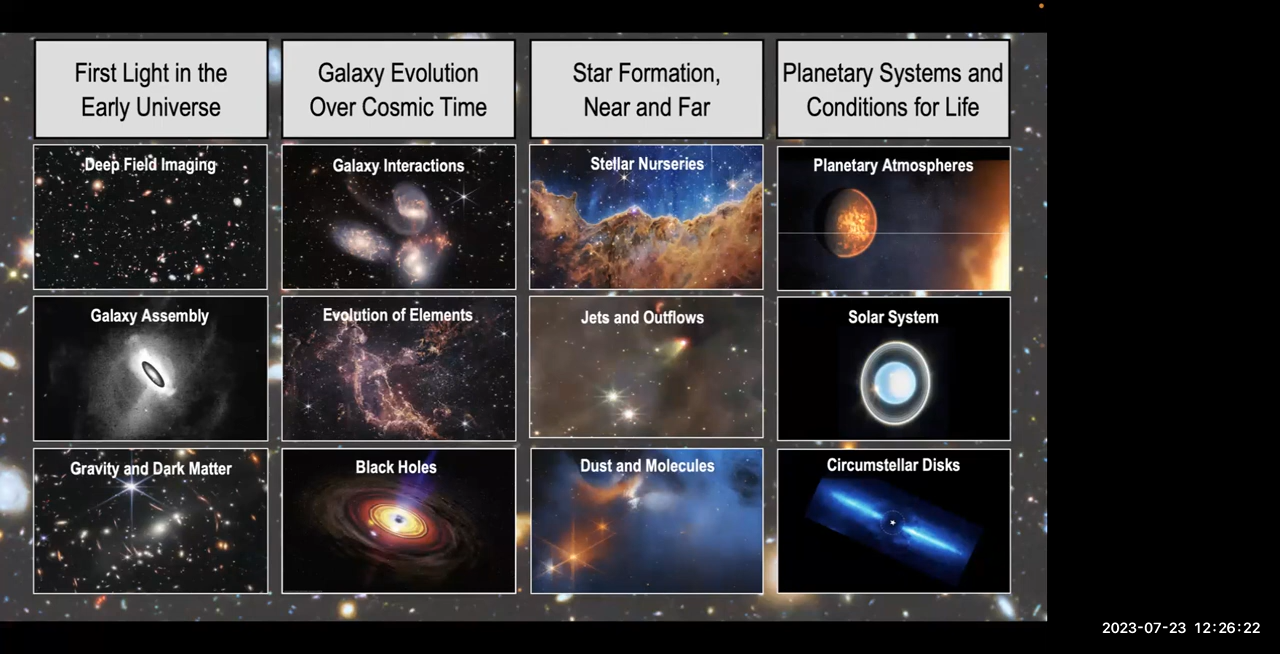 First Light in the
Early Universe
Galaxy Evolution
Over Cosmic Time
Star Formation,
Near and Far
Planetary Systems and
Conditions for Life
Deep Field Imaging
Galaxy Interactions
Stellar Nurseries
Planetary Atmospheres
Galaxy Assembly
Evolution of Elements
Jets and Outflows
Solar System
Gravity and Dark Matter
Black Holes
Dust and Molecules
Circumstellar Disks
2023-07-23 12:26:22